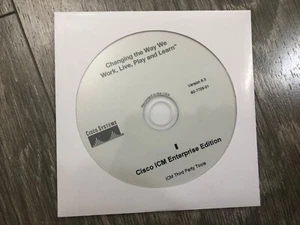 Changing the Way We
Work, Live, Play and Learn™
Version 6.0
CISCO SYSTEMS
Cisco ICM Enterprise Edition
ICM Third Party Tools